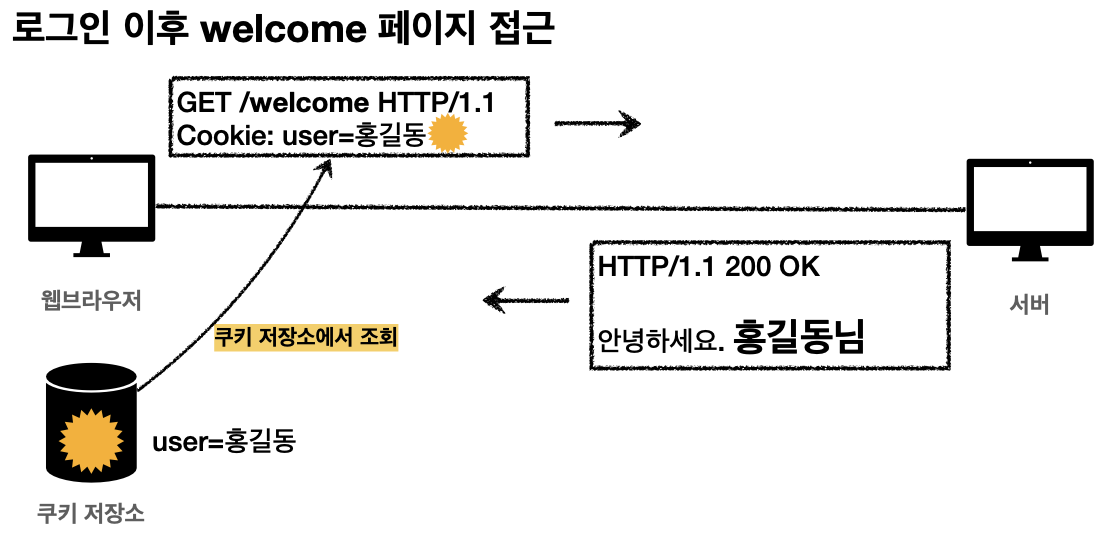 로그인 이후 welcome 페이지 접근
GET /welcome HTTP/1.1
Cookie: user=홍길동
웹브라우저
HTTP/1.1 200 OK
안녕하세요. 홍길동님
서버
쿠키 저장소에서 조회
user=홍길동
쿠키 저장소